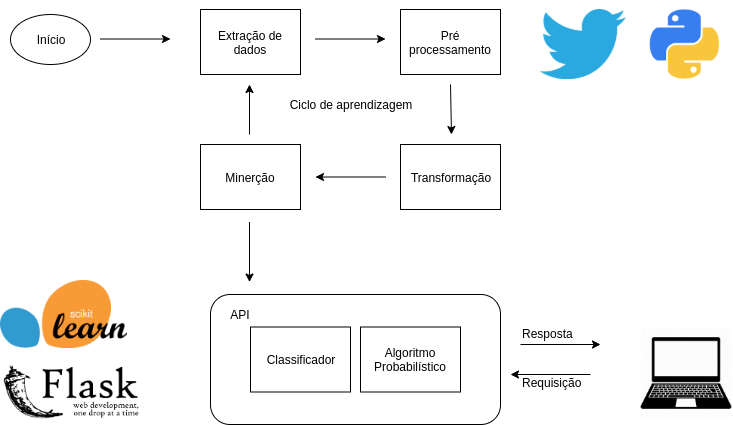 Início
Extração de
dados
Pré
processamento
Ciclo de aprendizagem
Minerção
Transformação
scikit
learn
Flask
web development,
one drop at a time
API
Classificador
Algoritmo
Probabilístico
Resposta
Requisição